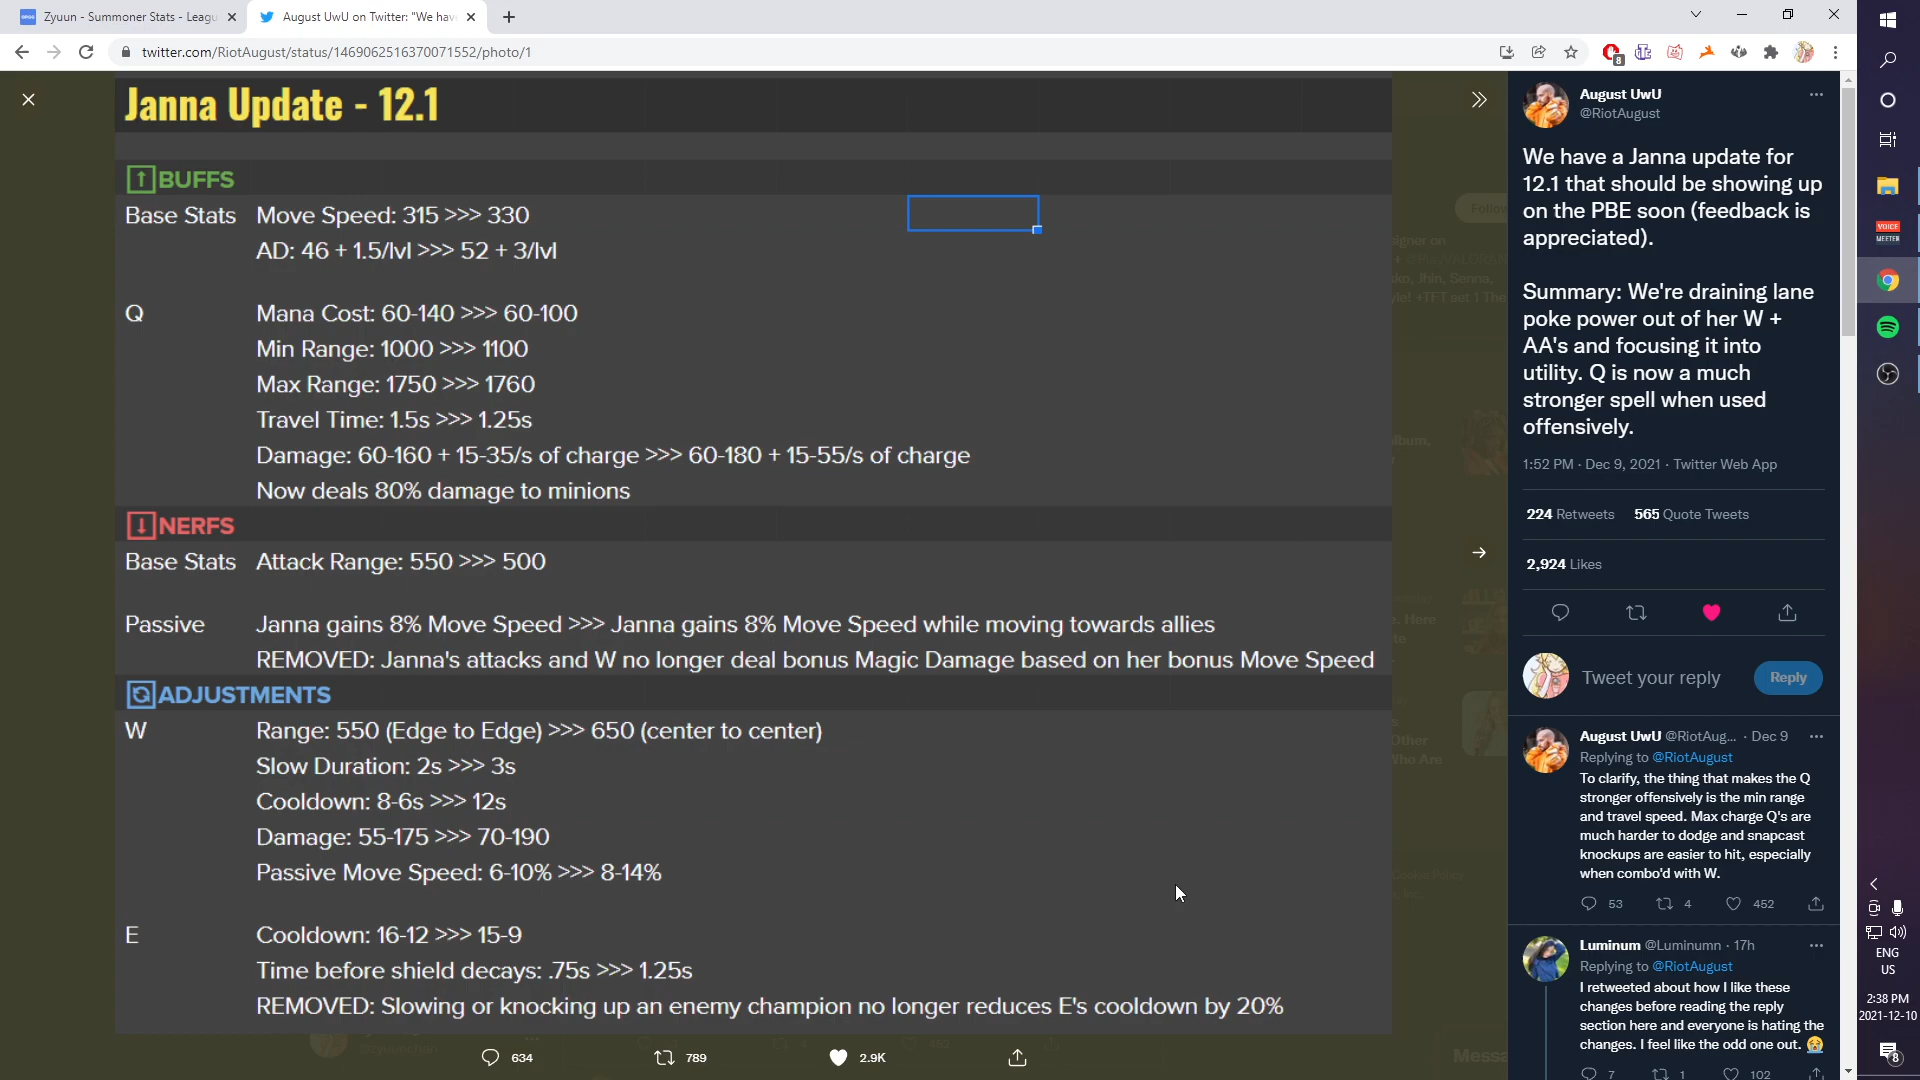 Zyuun - Summoner Stats - Leagu
August UwU on Twitter: "We hav
twitter.com/RiotAugust/status/1469062516370071552/photo/1
8
Janna Update - 12.1
BUFFS
Base Stats Move Speed: 315 >>> 330
AD: 46 + 1.5/lvl >>> 52 + 3/lvl
Q Mana Cost: 60-140 >>> 60-100
Min Range: 1000 >>> 1100
Max Range: 1750 >>> 1760
Travel Time: 1.5s >>> 1.25s
Damage: 60-160 + 15-35/s of charge >>> 60-180 + 15-55/s of charge
Now deals 80% damage to minions
NERFS
Base Stats Attack Range: 550 >>> 500
Passive Janna gains 8% Move Speed >>> Janna gains 8% Move Speed while moving towards allies
REMOVED: Janna's attacks and W no longer deal bonus Magic Damage based on her bonus Move Speed
ADJUSTMENTS
W Range: 550 (Edge to Edge) >>> 650 (center to center)
Slow Duration: 2s >>> 3s
Cooldown: 8-6s >>> 12s
Damage: 55-175 >>> 70-190
Passive Move Speed: 6-10% >>> 8-14%
E Cooldown: 16-12 >>> 15-9
Time before shield decays: .75s >>> 1.25s
REMOVED: Slowing or knocking up an enemy champion no longer reduces E's cooldown by 20%
634 789 2.9K
August UwU
@RiotAugust
We have a Janna update for
12.1 that should be showing up
on the PBE soon (feedback is
appreciated).
Summary: We're draining lane
poke power out of her W +
AA's and focusing it into
utility. Q is now a much
stronger spell when used
offensively.
1:52 PM · Dec 9, 2021 · Twitter Web App
224 Retweets 565 Quote Tweets
2,924 Likes
Tweet your reply
Reply
August UwU @RiotAug... · Dec 9
Replying to @RiotAugust
To clarify, the thing that makes the Q
stronger offensively is the min range
and travel speed. Max charge Q's are
much harder to dodge and snapcast
knockups are easier to hit, especially
when combo'd with W.
53 4 452
Luminum @Luminumn · 17h
Replying to @RiotAugust
I retweeted about how I like these
changes before reading the reply
section here and everyone is hating the
changes. I feel like the odd one out. 😭
7 1 102
VOICE
MEETER
ENG
US
2:38 PM
2021-12-10
8